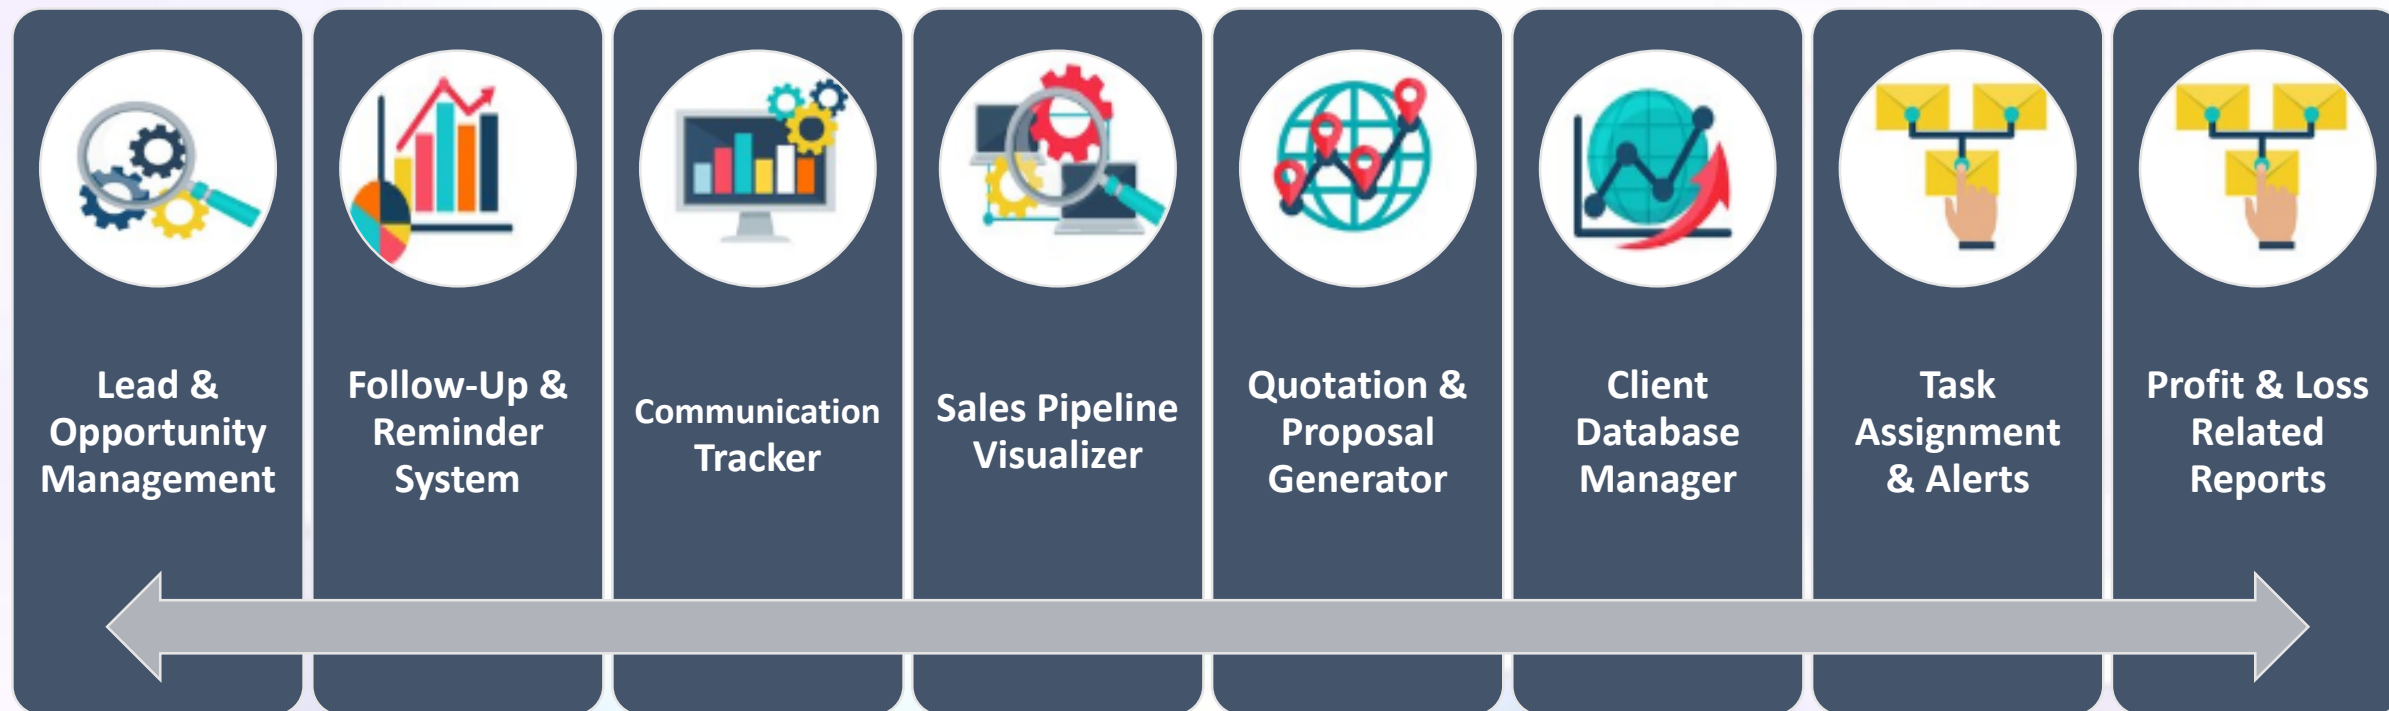 Lead &
Opportunity
Management
Follow-Up &
Reminder
System
Communication
Tracker
Sales Pipeline
Visualizer
Quotation &
Proposal
Generator
Client
Database
Manager
Task
Assignment
& Alerts
Profit & Loss
Related
Reports